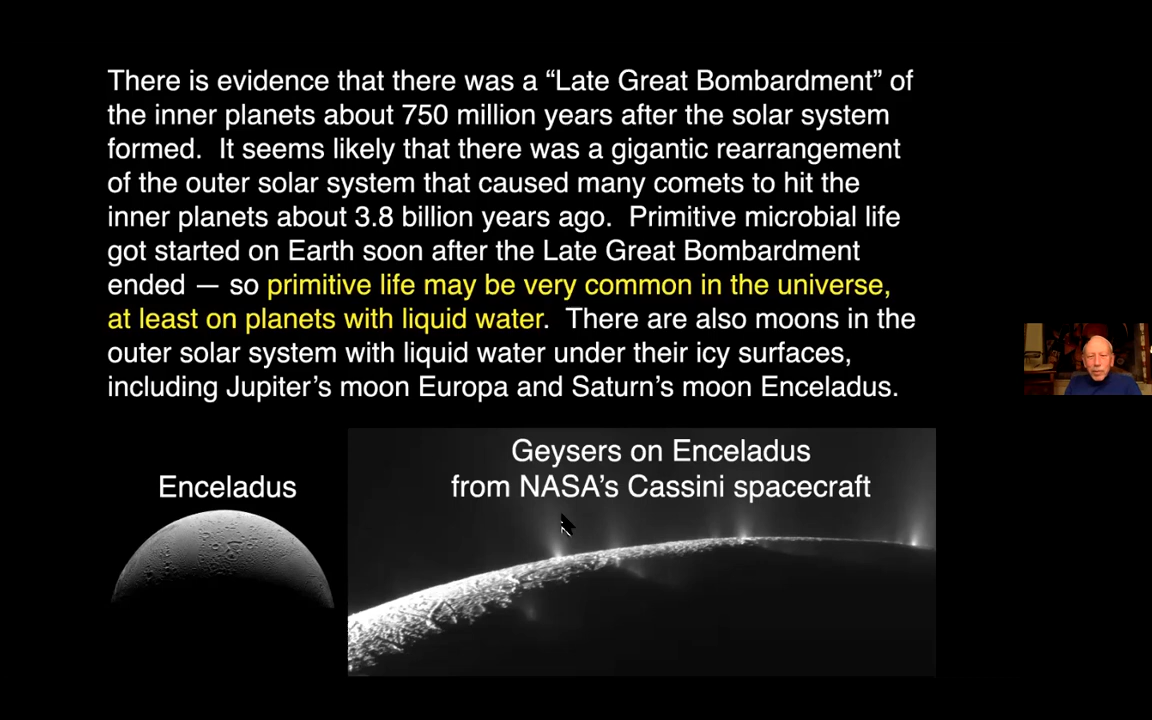 There is evidence that there was a “Late Great Bombardment” of
the inner planets about 750 million years after the solar system
formed.  It seems likely that there was a gigantic rearrangement
of the outer solar system that caused many comets to hit the
inner planets about 3.8 billion years ago.  Primitive microbial life
got started on Earth soon after the Late Great Bombardment
ended — so primitive life may be very common in the universe,
at least on planets with liquid water.  There are also moons in the
outer solar system with liquid water under their icy surfaces,
including Jupiter’s moon Europa and Saturn’s moon Enceladus.
Enceladus
Geysers on Enceladus
from NASA’s Cassini spacecraft